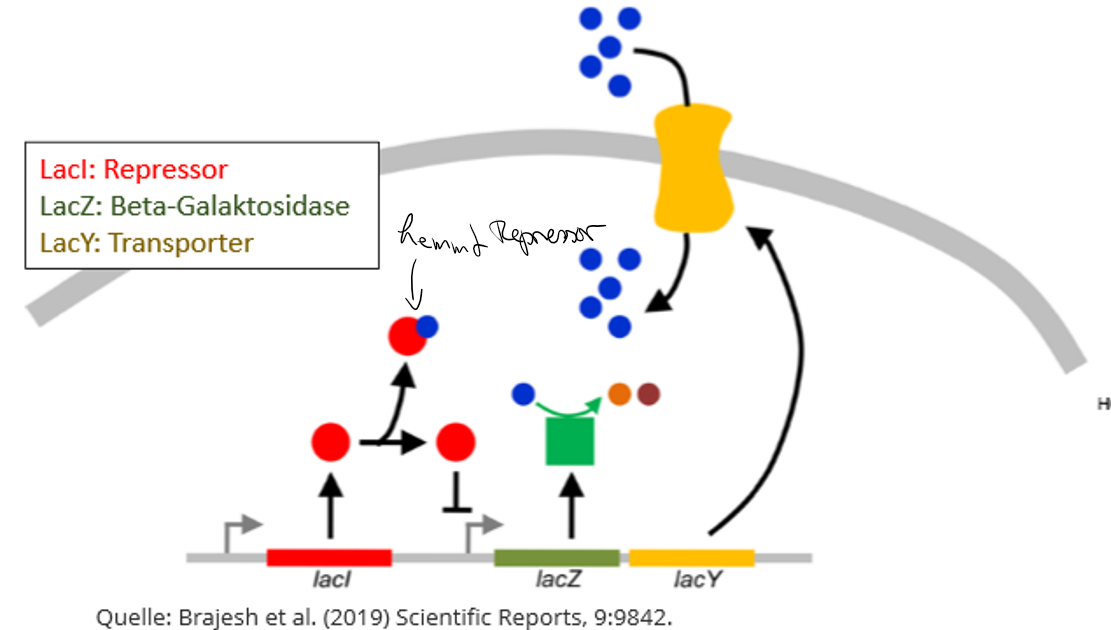 LacI: Repressor
LacZ: Beta-Galaktosidase
LacY: Transporter
hemmt Repressor
H
lacI
lacZ
lacY
Quelle: Brajesh et al. (2019) Scientific Reports, 9:9842.